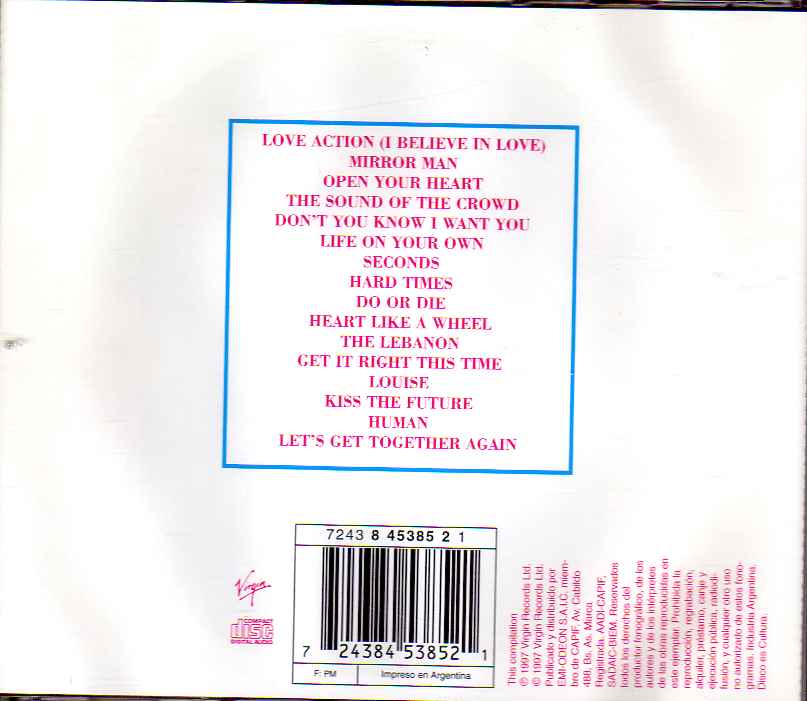 LOVE ACTION (I BELIEVE IN LOVE)
MIRROR MAN
OPEN YOUR HEART
THE SOUND OF THE CROWD
DON'T YOU KNOW I WANT YOU
LIFE ON YOUR OWN
SECONDS
HARD TIMES
DO OR DIE
HEART LIKE A WHEEL
THE LEBANON
GET IT RIGHT THIS TIME
LOUISE
KISS THE FUTURE
HUMAN
LET'S GET TOGETHER AGAIN
7243 8 45385 2 1
7 24384 53852 1
F: PM
Impreso en Argentina
Virgin
COMPACT
disc
DIGITAL AUDIO
This compilation
℗ 1997 Virgin Records Ltd.
© 1997 Virgin Records Ltd.
Publicado y distribuido por
EMI-ODEON S.A.I.C. miem-
bro de CAPIF, Av. Cabildo
489, Bs. As. Marca
Registrada. AADI-CAPIF,
SADAIC-BIEM. Reservados
todos los derechos del
productor fonográfico, de los
autores y de los intérpretes
de las obras reproducidas en
este ejemplar. Prohibida la
reproducción, regrabación,
alquiler, préstamo, canje y
ejecución pública, radiodi-
fusión, y cualquier otro uso
no autorizado de estos fono-
gramas. Industria Argentina.
Disco es Cultura.